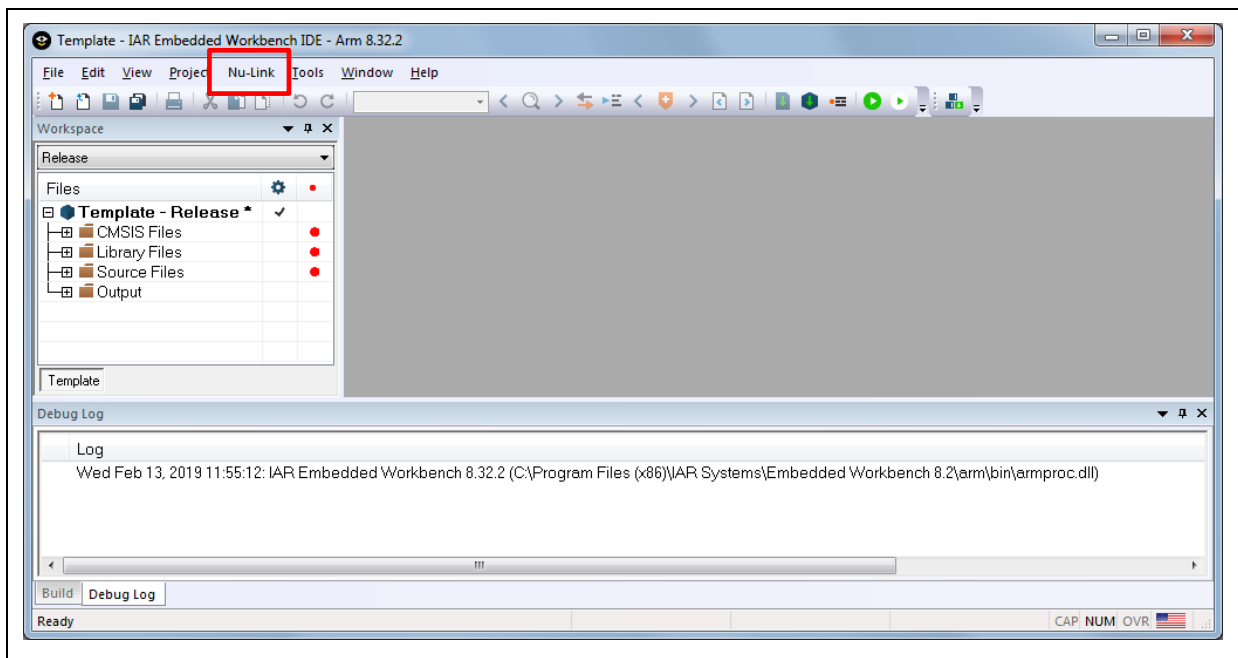 Template - IAR Embedded Workbench IDE - Arm 8.32.2
File Edit View Project Nu-Link Tools Window Help
Workspace
Release
Files
Template - Release *
CMSIS Files
Library Files
Source Files
Output
Template
Debug Log
Log
Wed Feb 13, 2019 11:55:12: IAR Embedded Workbench 8.32.2 (C:\Program Files (x86)\IAR Systems\Embedded Workbench 8.2\arm\bin\armproc.dll)
Build Debug Log
Ready CAP NUM OVR